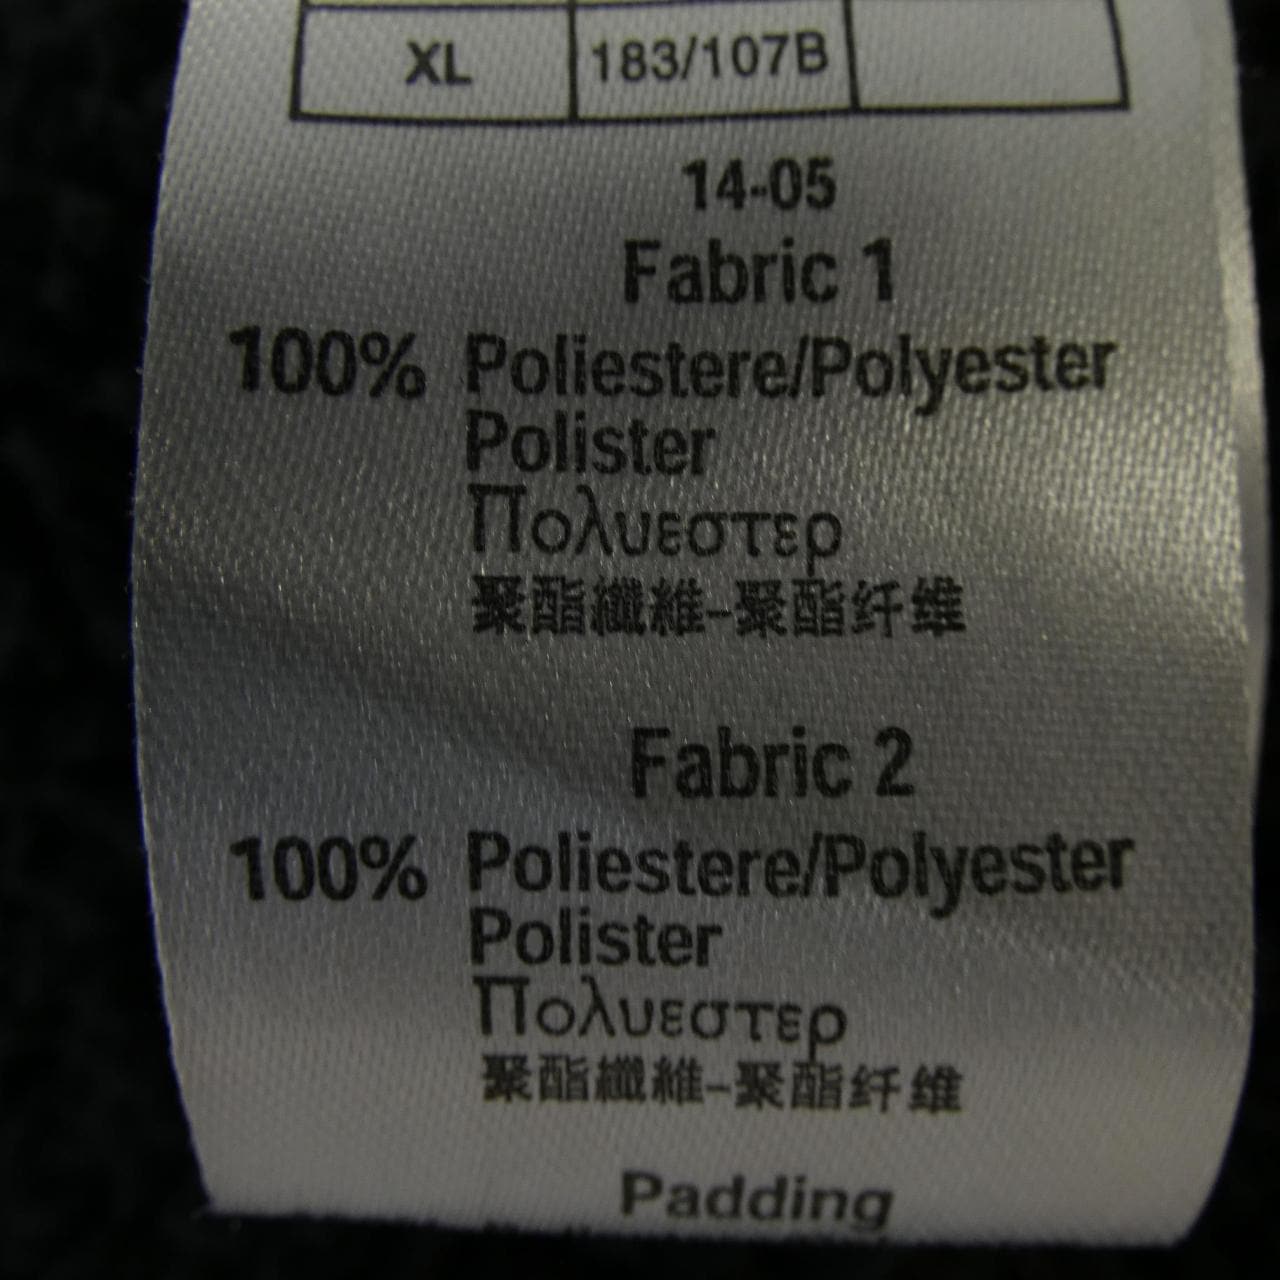 XL 183/107B
14-05
Fabric 1
100% Poliestere/Polyester
Polister
Πολυεστερ
聚酯纖維-聚酯纤维
Fabric 2
100% Poliestere/Polyester
Polister
Πολυεστερ
聚酯纖維-聚酯纤维
Padding